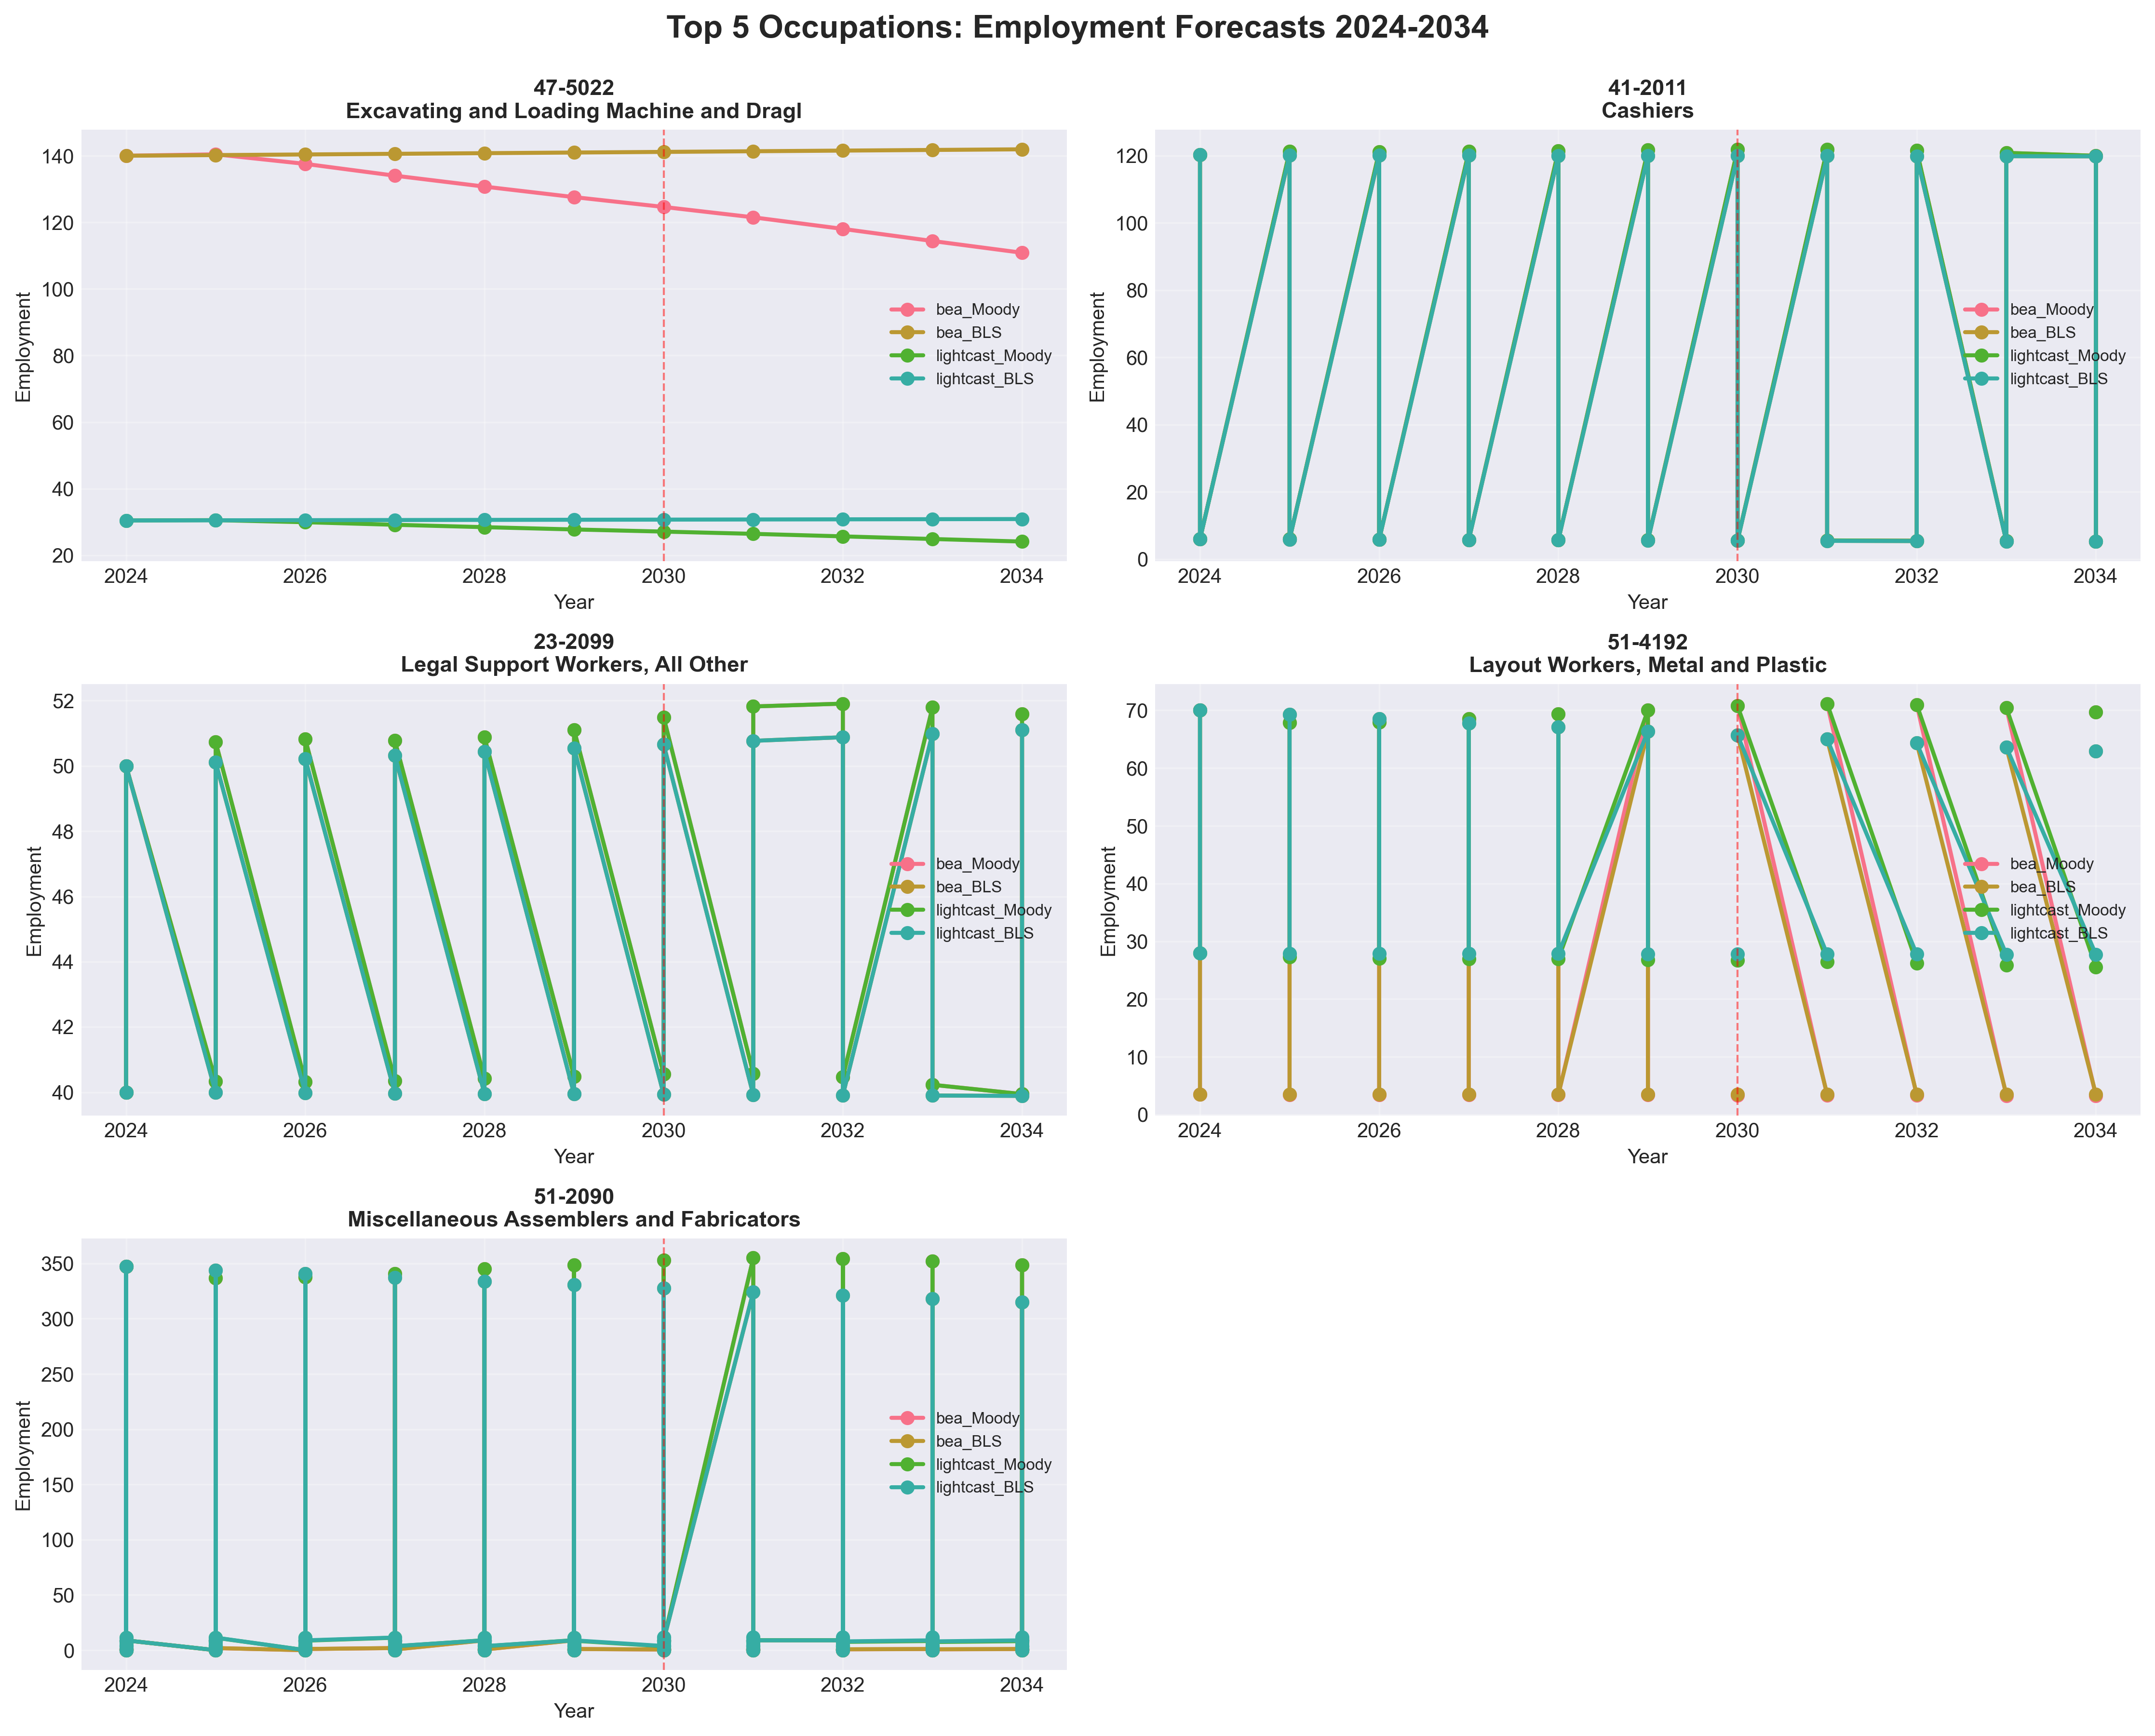 Top 5 Occupations: Employment Forecasts 2024-2034
47-5022
Excavating and Loading Machine and Dragl
Employment
140
120
100
80
60
40
20
2024
2026
2028
2030
2032
2034
Year
bea_Moody
bea_BLS
lightcast_Moody
lightcast_BLS
41-2011
Cashiers
Employment
120
100
80
60
40
20
0
2024
2026
2028
2030
2032
2034
Year
bea_Moody
bea_BLS
lightcast_Moody
lightcast_BLS
23-2099
Legal Support Workers, All Other
Employment
52
50
48
46
44
42
40
2024
2026
2028
2030
2032
2034
Year
bea_Moody
bea_BLS
lightcast_Moody
lightcast_BLS
51-4192
Layout Workers, Metal and Plastic
Employment
70
60
50
40
30
20
10
0
2024
2026
2028
2030
2032
2034
Year
bea_Moody
bea_BLS
lightcast_Moody
lightcast_BLS
51-2090
Miscellaneous Assemblers and Fabricators
Employment
350
300
250
200
150
100
50
0
2024
2026
2028
2030
2032
2034
Year
bea_Moody
bea_BLS
lightcast_Moody
lightcast_BLS